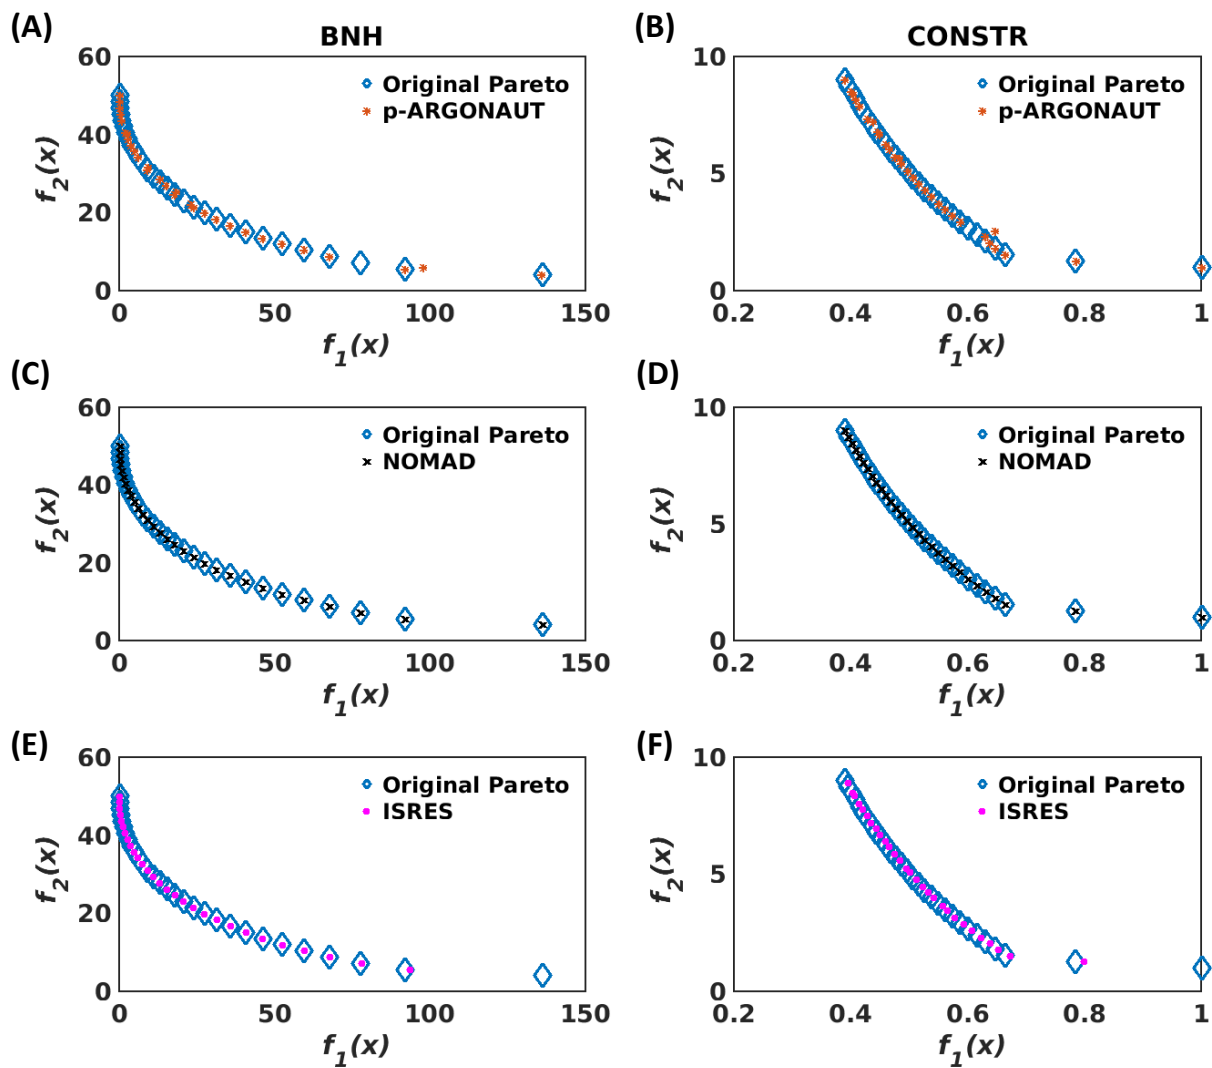 (A)
BNH
60
40
20
0
0
50
100
150
f2(x)
f1(x)
Original Pareto
p-ARGONAUT
(B)
CONSTR
10
5
0
0.2
0.4
0.6
0.8
1
f2(x)
f1(x)
Original Pareto
p-ARGONAUT
(C)
60
40
20
0
0
50
100
150
f2(x)
f1(x)
Original Pareto
NOMAD
(D)
10
5
0
0.2
0.4
0.6
0.8
1
f2(x)
f1(x)
Original Pareto
NOMAD
(E)
60
40
20
0
0
50
100
150
f2(x)
f1(x)
Original Pareto
ISRES
(F)
10
5
0
0.2
0.4
0.6
0.8
1
f2(x)
f1(x)
Original Pareto
ISRES